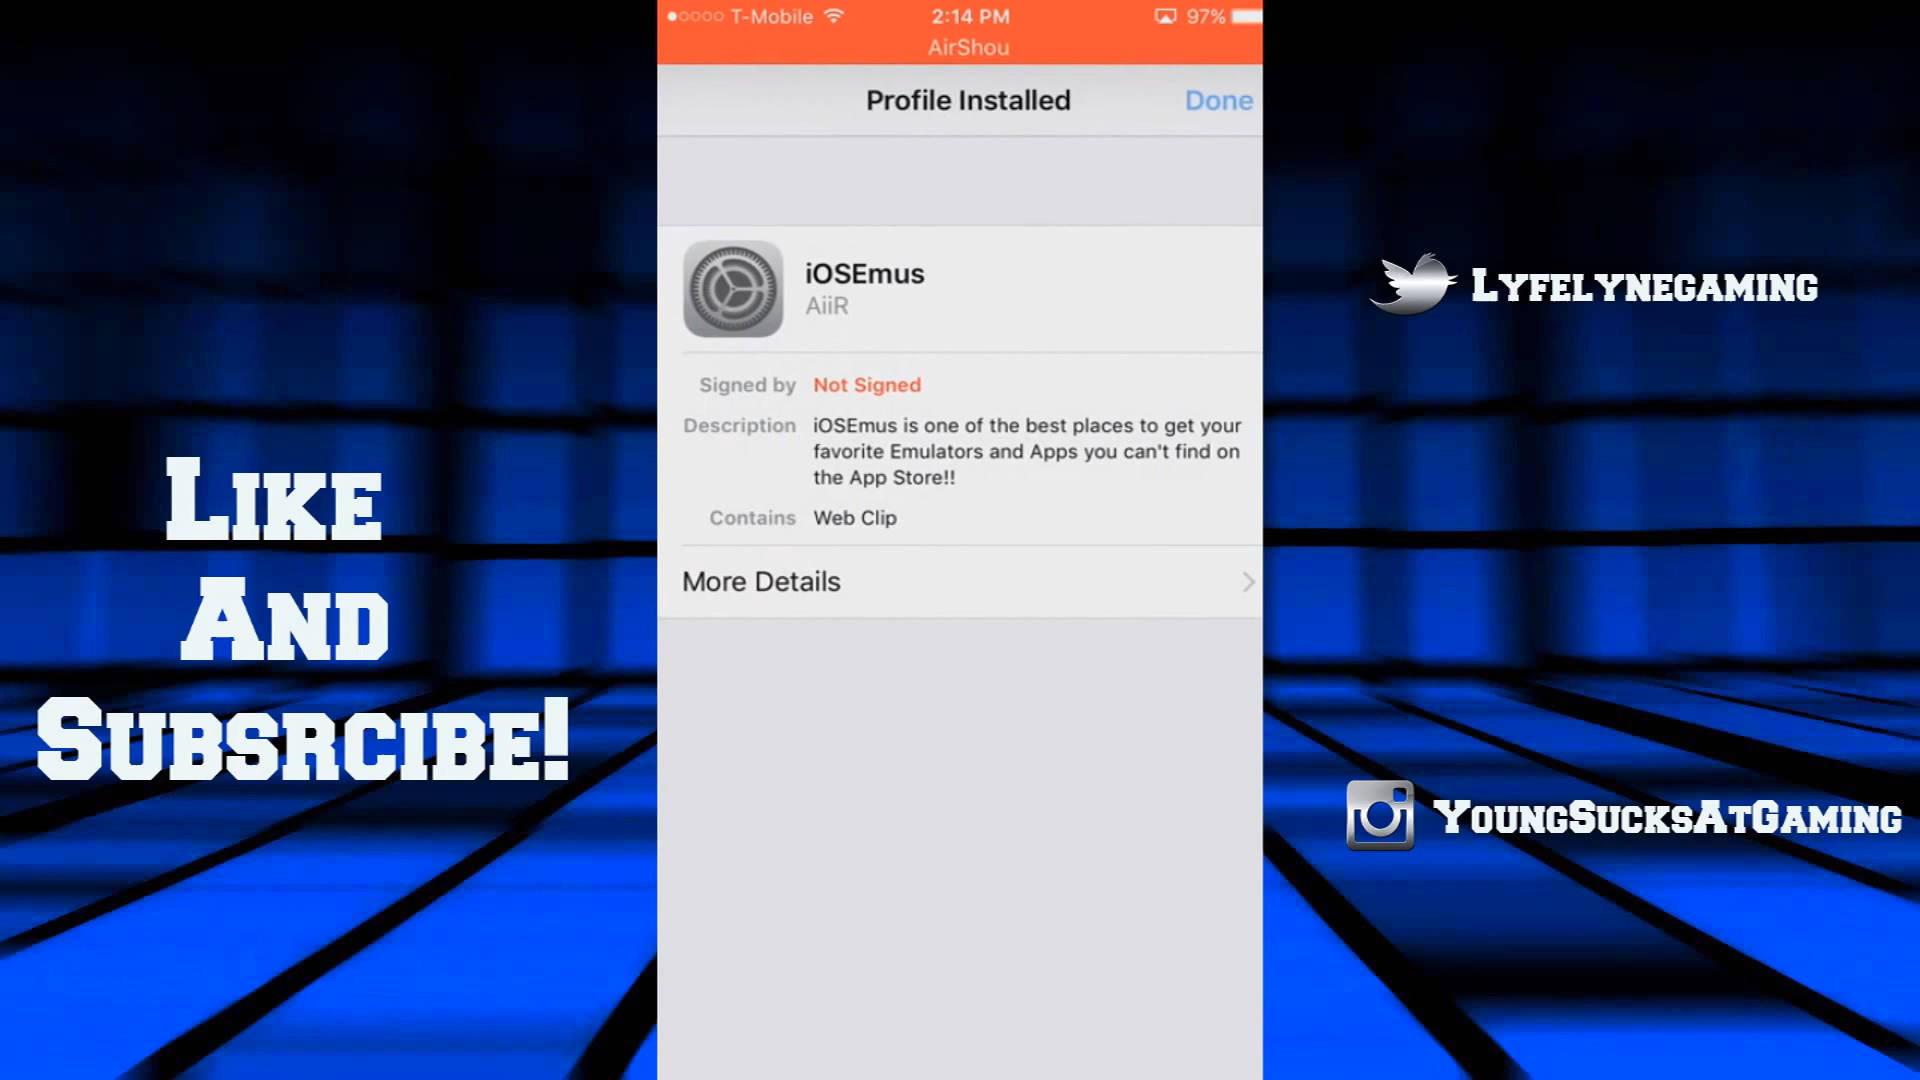 T-Mobile 2:14 PM 97%
AirShou
Profile Installed Done
iOSEmus
AiiR
Signed by Not Signed
Description iOSEmus is one of the best places to get your
favorite Emulators and Apps you can't find on
the App Store!!
Contains Web Clip
More Details
Like
And
Subsrcibe!
Lyfelynegaming
YoungSucksAtGaming